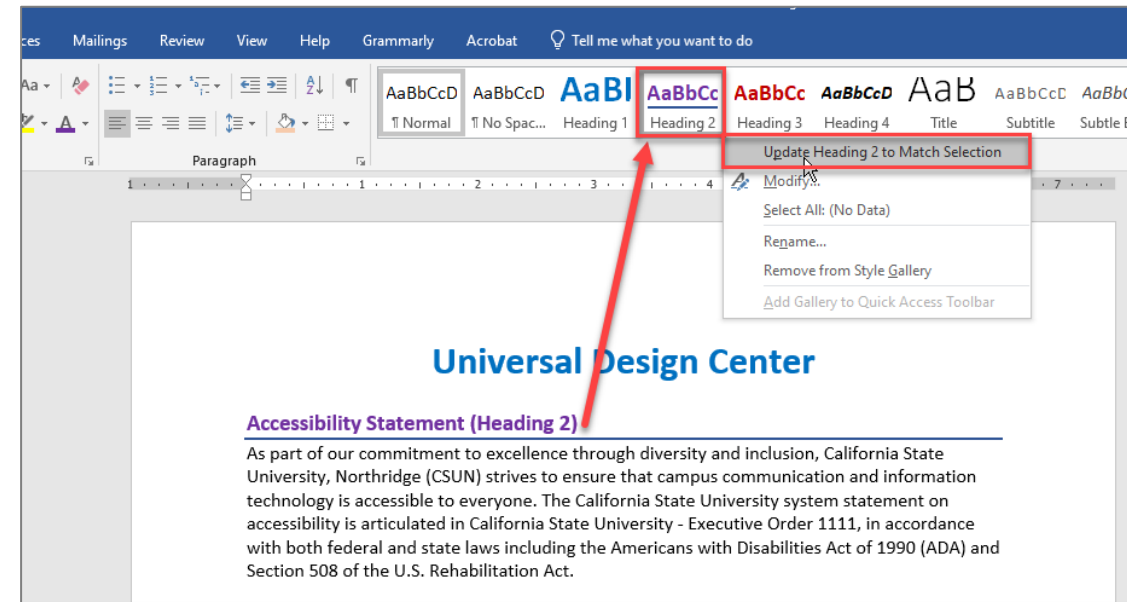 Mailings Review View Help Grammarly Acrobat Tell me what you want to do
Aa
AaBbCcD AaBbCcD AaBl AaBbCc AaBbCc AaBbCcD AaB AaBbCcD
¶ Normal ¶ No Spac... Heading 1 Heading 2 Heading 3 Heading 4 Title Subtitle Subtle
Paragraph
Update Heading 2 to Match Selection
1 1 2 3 4 7
Modify...
Select All: (No Data)
Rename...
Remove from Style Gallery
Add Gallery to Quick Access Toolbar
Universal Design Center
Accessibility Statement (Heading 2)
As part of our commitment to excellence through diversity and inclusion, California State
University, Northridge (CSUN) strives to ensure that campus communication and information
technology is accessible to everyone. The California State University system statement on
accessibility is articulated in California State University - Executive Order 1111, in accordance
with both federal and state laws including the Americans with Disabilities Act of 1990 (ADA) and
Section 508 of the U.S. Rehabilitation Act.